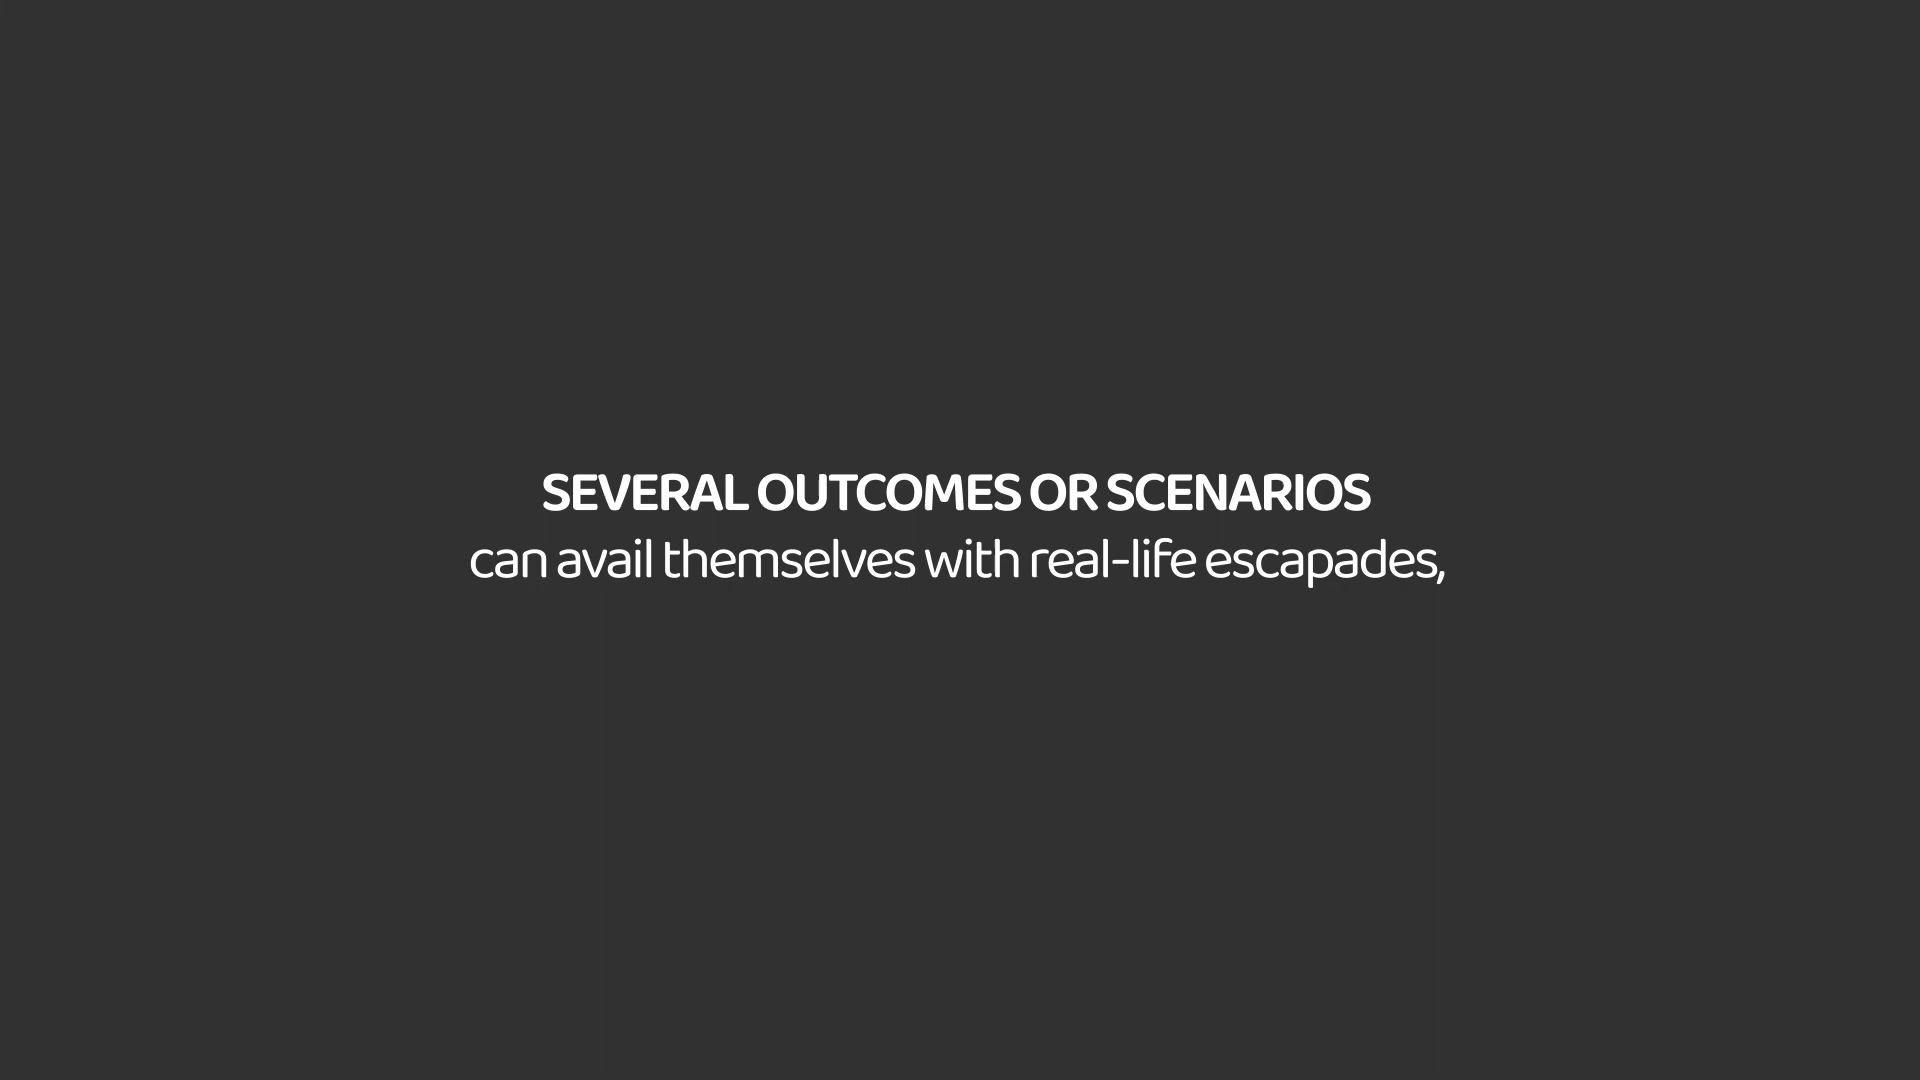 SEVERAL OUTCOMES OR SCENARIOS
can avail themselves with real-life escapades,